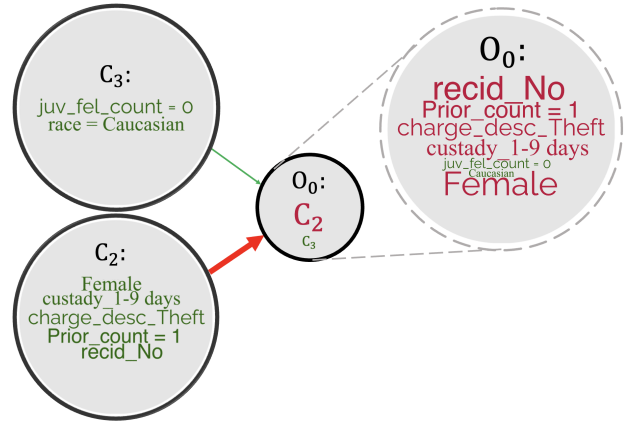 C₃:
juv_fel_count = 0
race = Caucasian
C₂:
Female
custady_1-9 days
charge_desc_Theft
Prior_count = 1
recid_No
O₀:
C₂
C₃
O₀:
recid_No
Prior_count = 1
charge_desc_Theft
custady_1-9 days
juv_fel_count = 0
Caucasian
Female